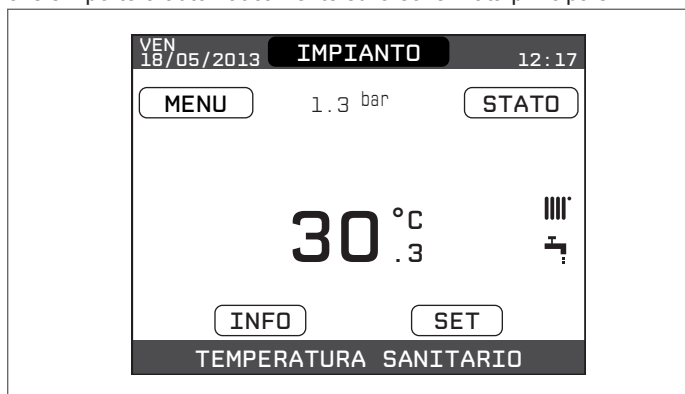 VEN
18/05/2013 IMPIANTO 12:17
MENU 1.3 bar STATO
30.3 °C
INFO SET
TEMPERATURA SANITARIO